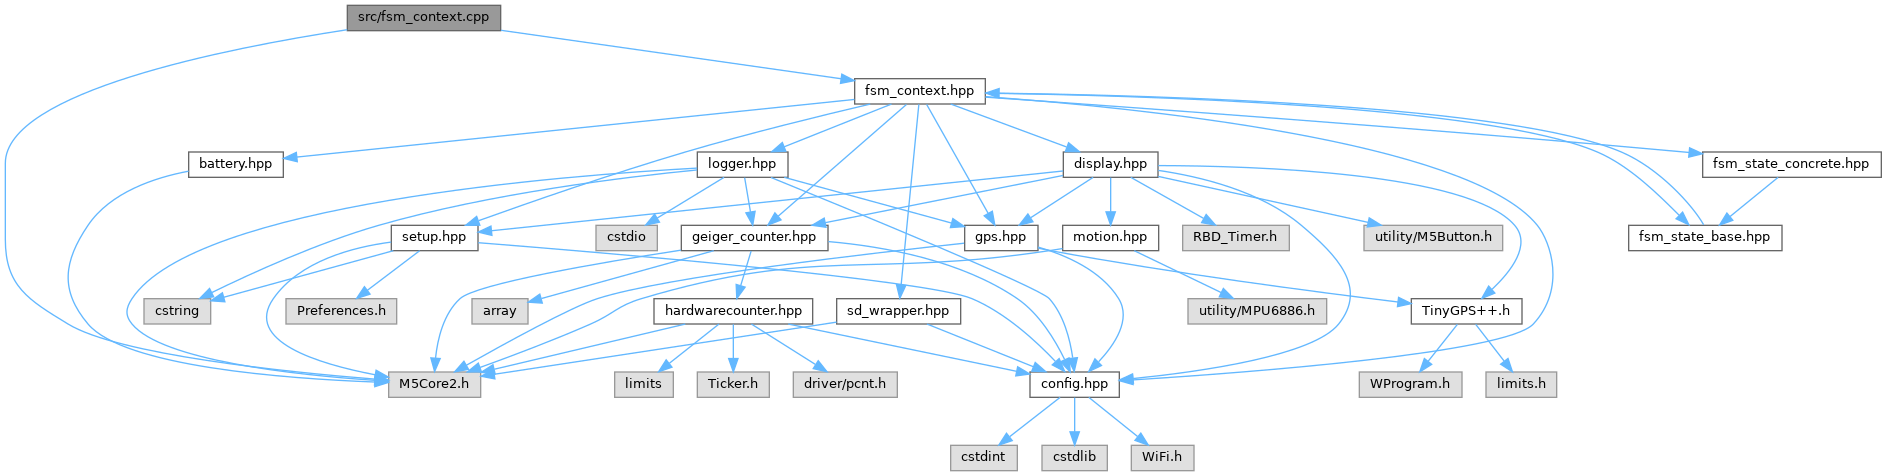 src/fsm_context.cpp
fsm_context.hpp
battery.hpp
logger.hpp
display.hpp
fsm_state_concrete.hpp
setup.hpp
cstdio
geiger_counter.hpp
gps.hpp
motion.hpp
RBD_Timer.h
utility/M5Button.h
fsm_state_base.hpp
cstring
Preferences.h
array
hardwarecounter.hpp
sd_wrapper.hpp
utility/MPU6886.h
TinyGPS++.h
M5Core2.h
limits
Ticker.h
driver/pcnt.h
config.hpp
WProgram.h
limits.h
cstdint
cstdlib
WiFi.h